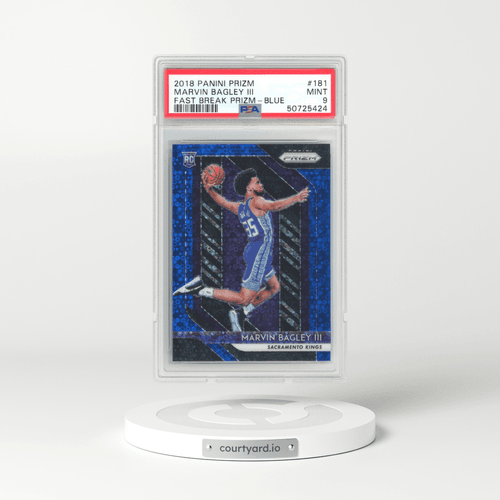 2018 PANINI PRIZM #181
MARVIN BAGLEY III MINT
FAST BREAK PRIZM - BLUE 9
PSA 50725424
RC
PRIZM
35
MARVIN BAGLEY III
SACRAMENTO KINGS
courtyard.io